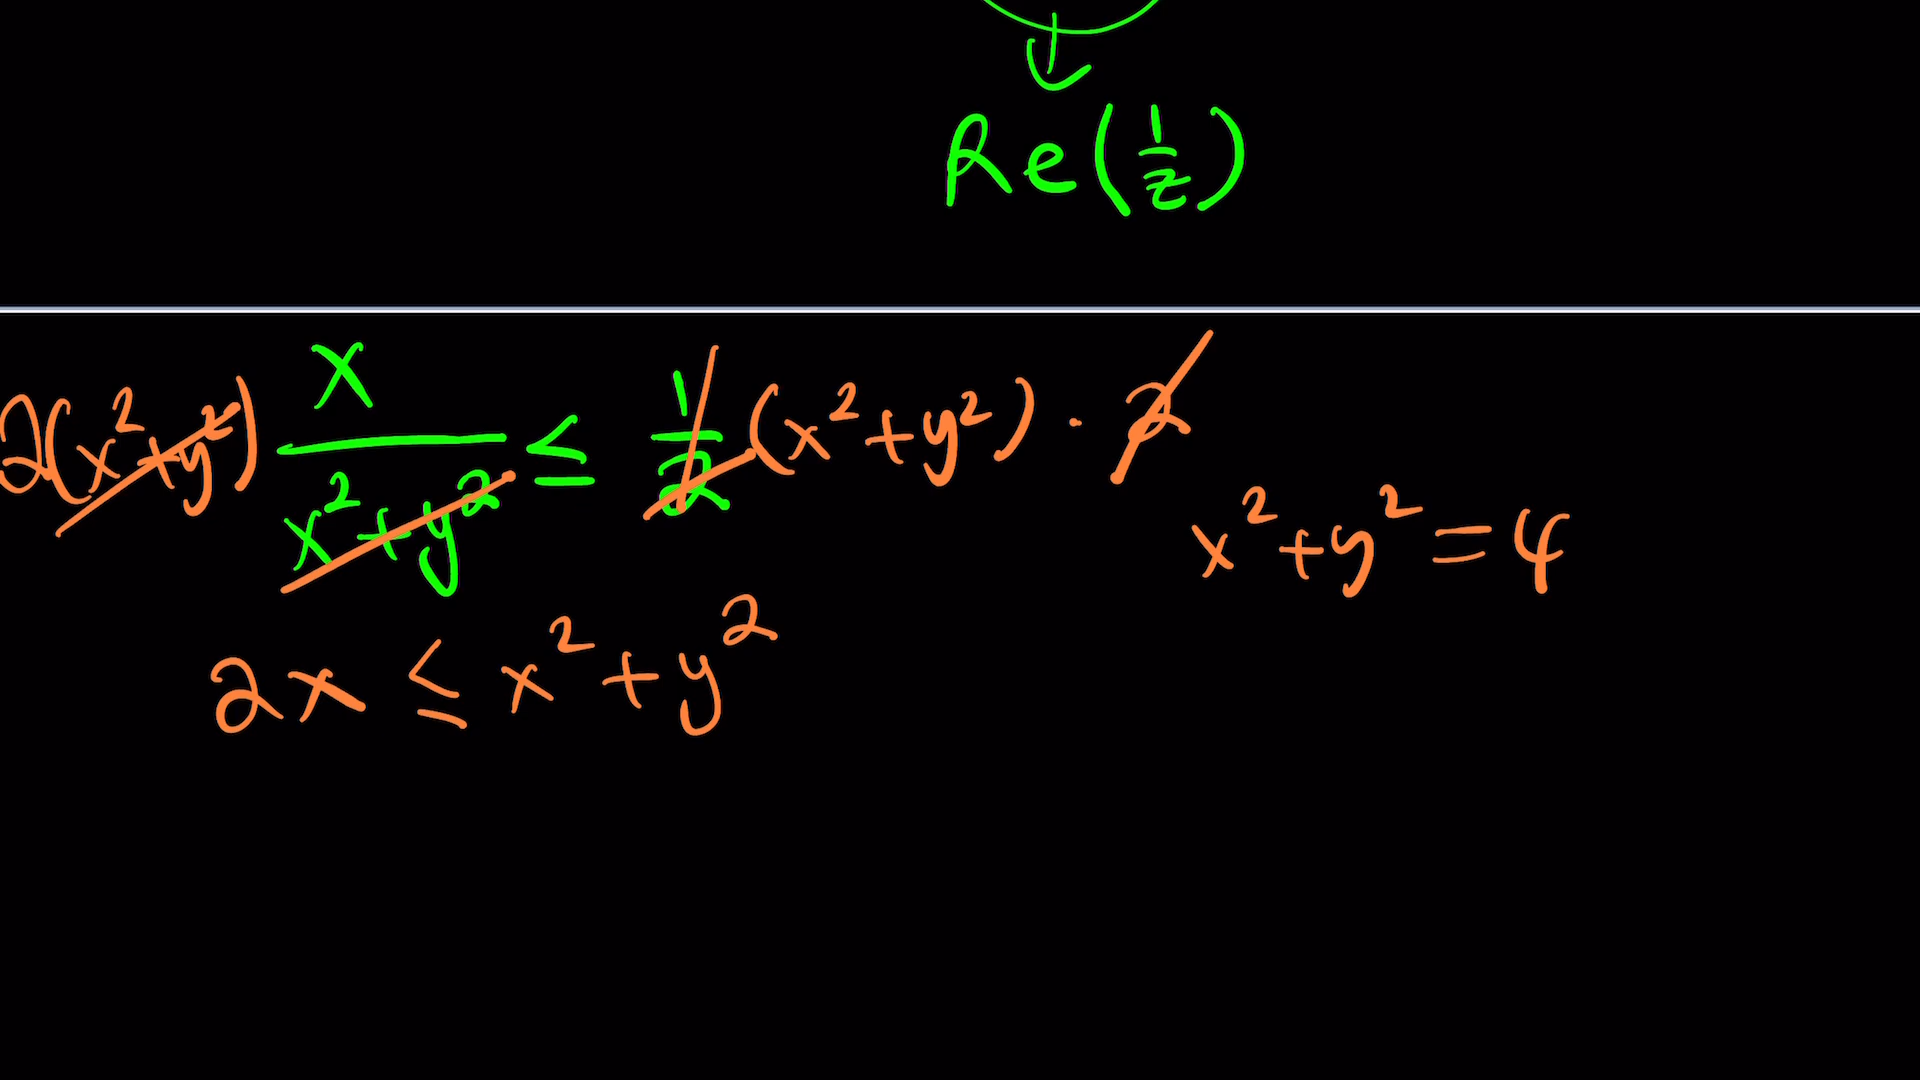 Re(1/z)
2(x²+y²) x/(x²+y²) ≤ 1/2 (x²+y²) · 2
x²+y² = 4
2x ≤ x²+y²